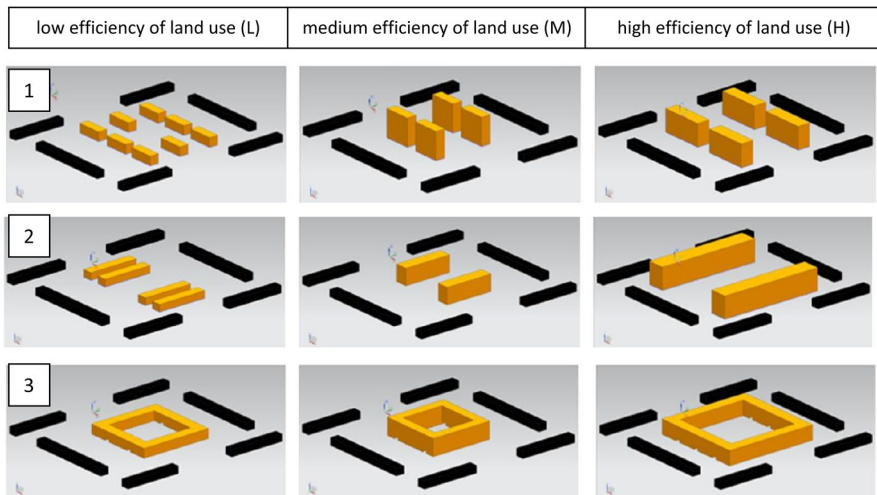 low efficiency of land use (L)
medium efficiency of land use (M)
high efficiency of land use (H)
1
2
3